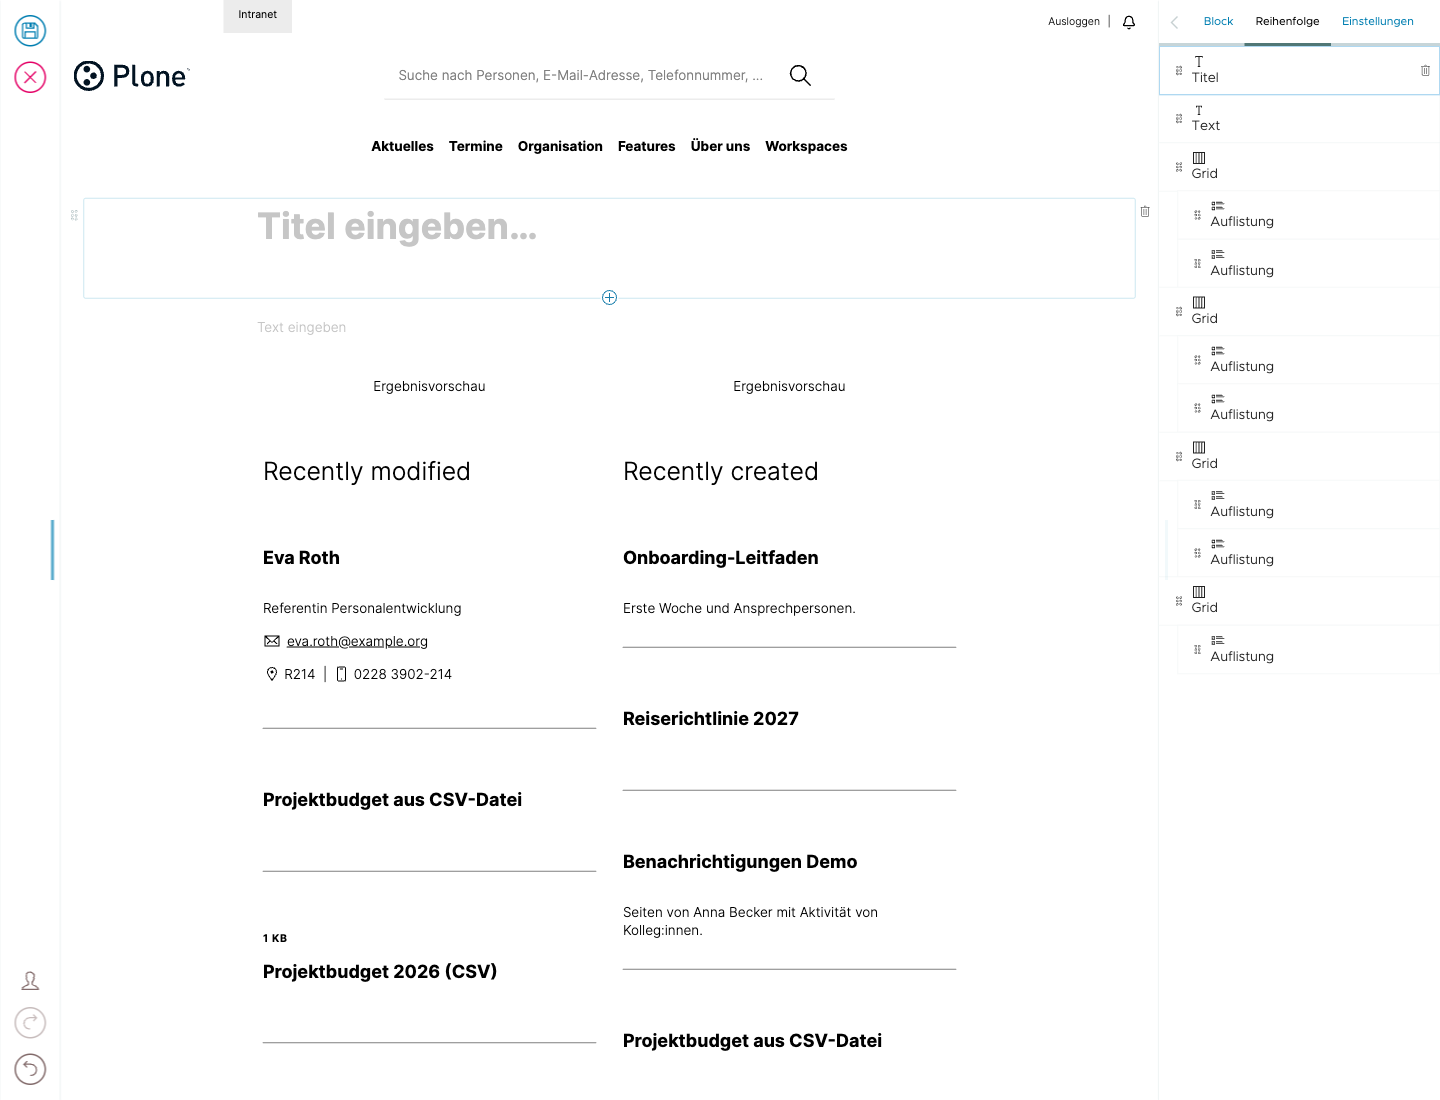 Intranet
Ausloggen
Plone
Suche nach Personen, E-Mail-Adresse, Telefonnummer, ...
Aktuelles Termine Organisation Features Über uns Workspaces
Titel eingeben...
Text eingeben
Ergebnisvorschau
Recently modified
Eva Roth
Referentin Personalentwicklung
eva.roth@example.org
R214 | 0228 3902-214
Projektbudget aus CSV-Datei
1 KB
Projektbudget 2026 (CSV)
Ergebnisvorschau
Recently created
Onboarding-Leitfaden
Erste Woche und Ansprechpersonen.
Reiserichtlinie 2027
Benachrichtigungen Demo
Seiten von Anna Becker mit Aktivität von
Kolleg:innen.
Projektbudget aus CSV-Datei
Block Reihenfolge Einstellungen
Titel
Text
Grid
Auflistung
Auflistung
Grid
Auflistung
Auflistung
Grid
Auflistung
Auflistung
Grid
Auflistung